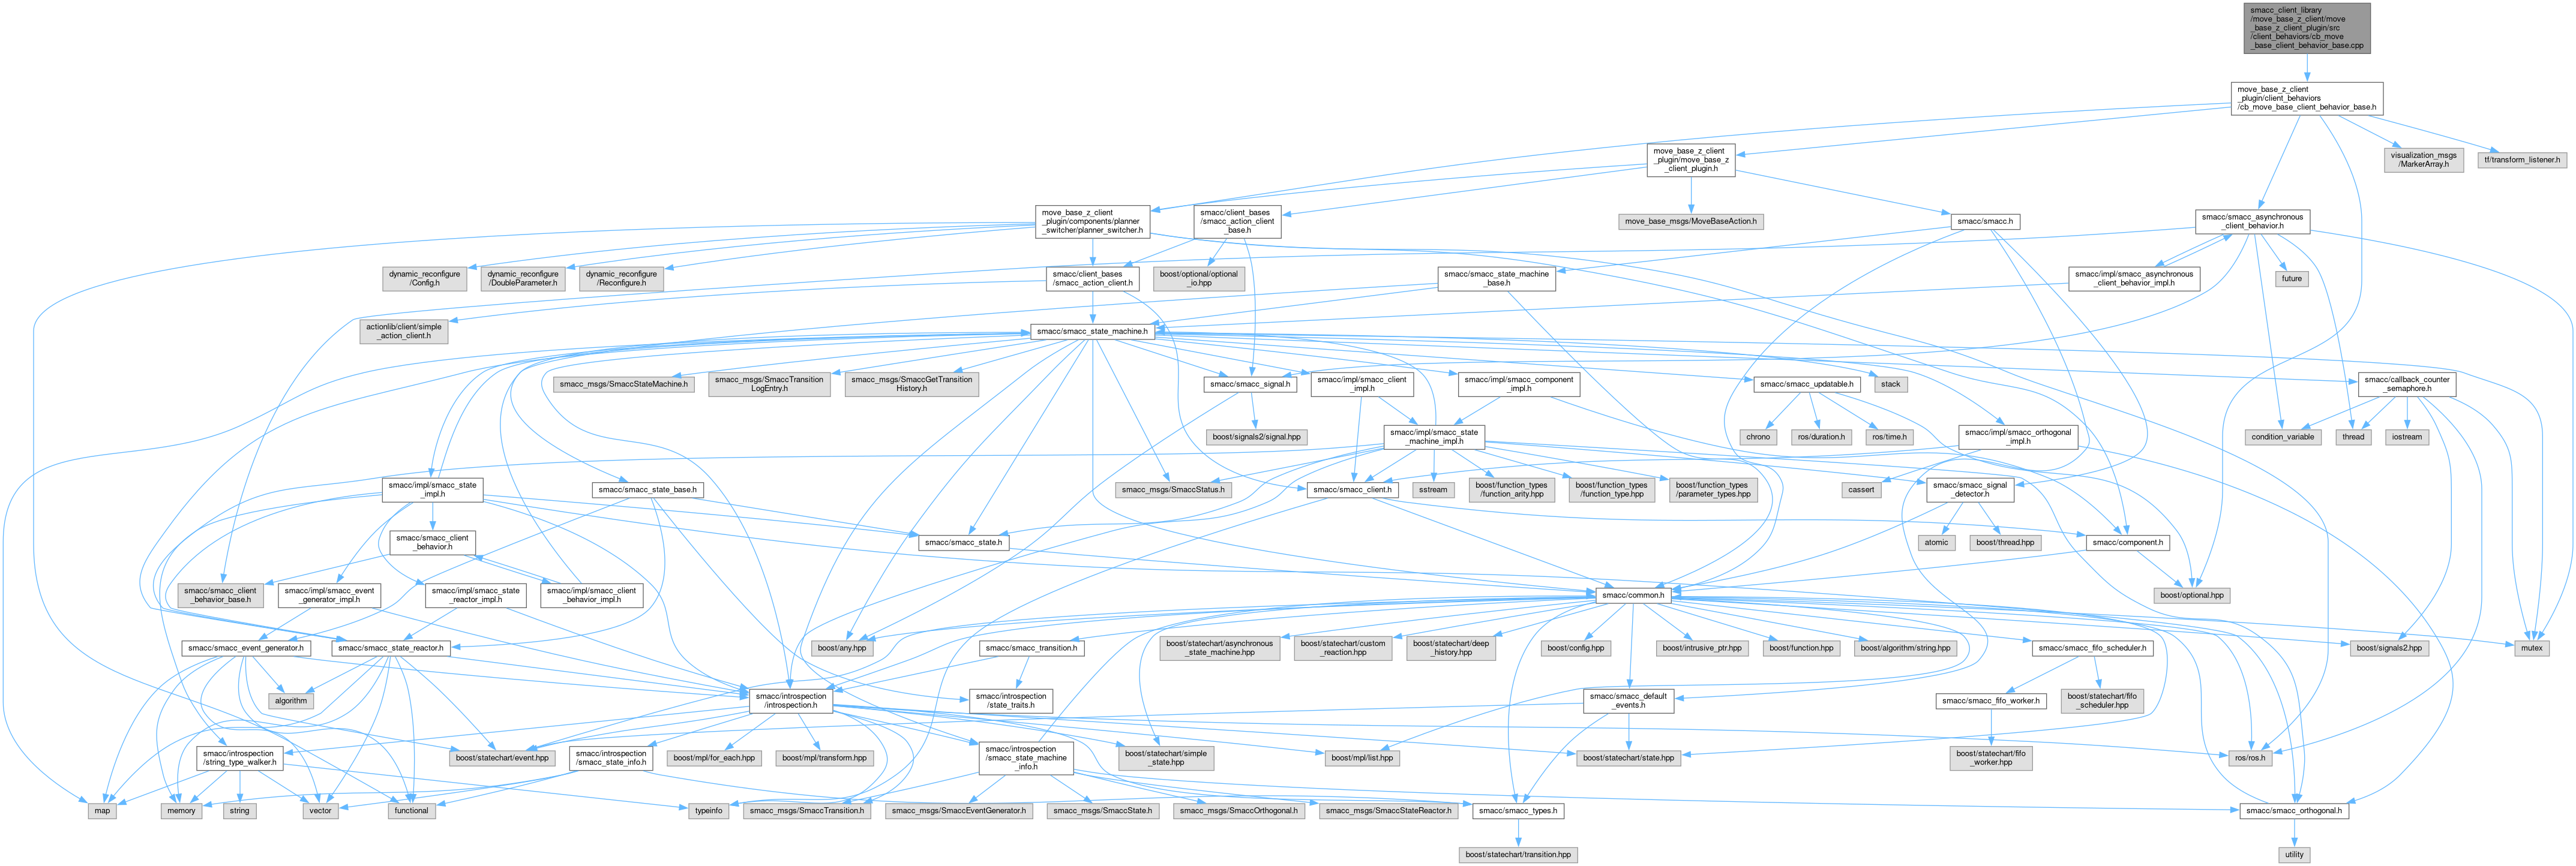 smacc_client_library
/move_base_z_client/move
_base_z_client_plugin/src
/client_behaviors/cb_move
_base_client_behavior_base.cpp
move_base_z_client
_plugin/client_behaviors
/cb_move_base_client_behavior_base.h
move_base_z_client
_plugin/move_base_z
_client_plugin.h
visualization_msgs
/MarkerArray.h
tf/transform_listener.h
move_base_z_client
_plugin/components/planner
_switcher/planner_switcher.h
smacc/client_bases
/smacc_action_client
_base.h
move_base_msgs/MoveBaseAction.h
smacc/smacc.h
smacc/smacc_asynchronous
_client_behavior.h
dynamic_reconfigure
/Config.h
dynamic_reconfigure
/DoubleParameter.h
dynamic_reconfigure
/Reconfigure.h
smacc/client_bases
/smacc_action_client.h
boost/optional/optional
_io.hpp
smacc/smacc_state_machine
_base.h
smacc/impl/smacc_asynchronous
_client_behavior_impl.h
future
actionlib/client/simple
_action_client.h
smacc/smacc_state_machine.h
smacc_msgs/SmaccStateMachine.h
smacc_msgs/SmaccTransition
LogEntry.h
smacc_msgs/SmaccGetTransition
History.h
smacc/smacc_signal.h
smacc/impl/smacc_client
_impl.h
smacc/impl/smacc_component
_impl.h
smacc/smacc_updatable.h
stack
smacc/callback_counter
_semaphore.h
boost/signals2/signal.hpp
smacc/impl/smacc_state
_machine_impl.h
chrono
ros/duration.h
ros/time.h
smacc/impl/smacc_orthogonal
_impl.h
condition_variable
thread
iostream
smacc/impl/smacc_state
_impl.h
smacc/smacc_state_base.h
smacc_msgs/SmaccStatus.h
smacc/smacc_client.h
sstream
boost/function_types
/function_arity.hpp
boost/function_types
/function_type.hpp
boost/function_types
/parameter_types.hpp
cassert
smacc/smacc_signal
_detector.h
smacc/smacc_client
_behavior.h
smacc/smacc_state.h
atomic
boost/thread.hpp
smacc/component.h
smacc/smacc_client
_behavior_base.h
smacc/impl/smacc_event
_generator_impl.h
smacc/impl/smacc_state
_reactor_impl.h
smacc/impl/smacc_client
_behavior_impl.h
smacc/common.h
boost/optional.hpp
smacc/smacc_event_generator.h
smacc/smacc_state_reactor.h
boost/any.hpp
smacc/smacc_transition.h
boost/statechart/asynchronous
_state_machine.hpp
boost/statechart/custom
_reaction.hpp
boost/statechart/deep
_history.hpp
boost/config.hpp
boost/intrusive_ptr.hpp
boost/function.hpp
boost/algorithm/string.hpp
smacc/smacc_fifo_scheduler.h
boost/signals2.hpp
mutex
algorithm
smacc/introspection
/introspection.h
smacc/introspection
/state_traits.h
smacc/smacc_default
_events.h
smacc/smacc_fifo_worker.h
boost/statechart/fifo
_scheduler.hpp
smacc/introspection
/string_type_walker.h
boost/statechart/event.hpp
smacc/introspection
/smacc_state_info.h
boost/mpl/for_each.hpp
boost/mpl/transform.hpp
smacc/introspection
/smacc_state_machine
_info.h
boost/statechart/simple
_state.hpp
boost/mpl/list.hpp
boost/statechart/state.hpp
boost/statechart/fifo
_worker.hpp
ros/ros.h
map
memory
string
vector
functional
typeinfo
smacc_msgs/SmaccTransition.h
smacc_msgs/SmaccEventGenerator.h
smacc_msgs/SmaccState.h
smacc_msgs/SmaccOrthogonal.h
smacc_msgs/SmaccStateReactor.h
smacc/smacc_types.h
smacc/smacc_orthogonal.h
boost/statechart/transition.hpp
utility